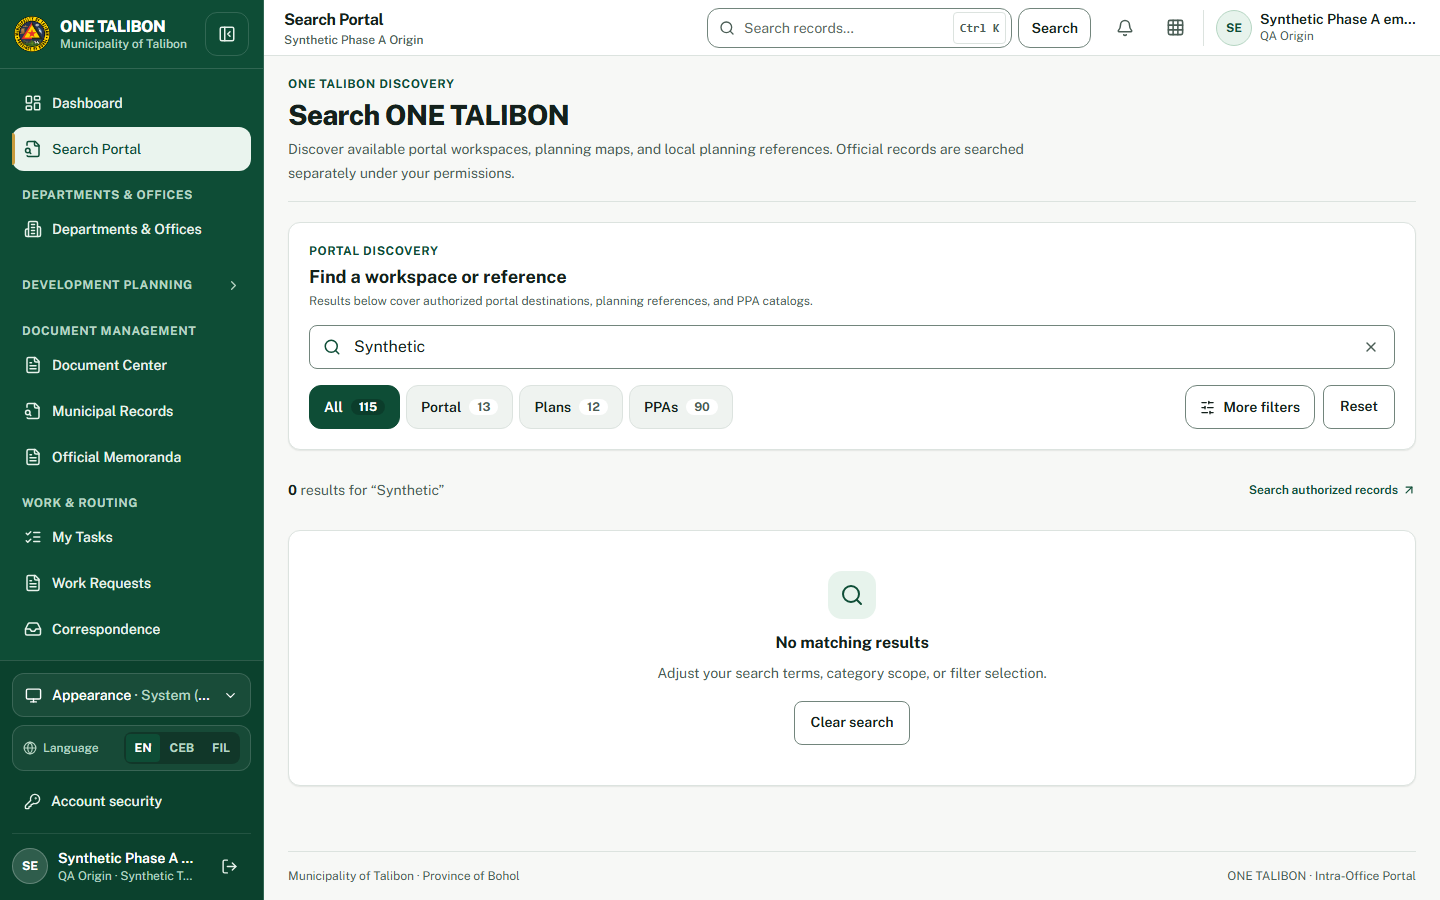 ONE TALIBON
Municipality of Talibon
Dashboard
Search Portal
DEPARTMENTS & OFFICES
Departments & Offices
DEVELOPMENT PLANNING
DOCUMENT MANAGEMENT
Document Center
Municipal Records
Official Memoranda
WORK & ROUTING
My Tasks
Work Requests
Correspondence
Appearance · System (...
Language EN CEB FIL
Account security
SE
Synthetic Phase A ...
QA Origin · Synthetic T...
Search Portal
Synthetic Phase A Origin
Search records... Ctrl K Search
SE
Synthetic Phase A em...
QA Origin
ONE TALIBON DISCOVERY
Search ONE TALIBON
Discover available portal workspaces, planning maps, and local planning references. Official records are searched
separately under your permissions.
PORTAL DISCOVERY
Find a workspace or reference
Results below cover authorized portal destinations, planning references, and PPA catalogs.
Synthetic
All 115 Portal 13 Plans 12 PPAs 90 More filters Reset
0 results for “Synthetic” Search authorized records
No matching results
Adjust your search terms, category scope, or filter selection.
Clear search
Municipality of Talibon · Province of Bohol ONE TALIBON · Intra-Office Portal